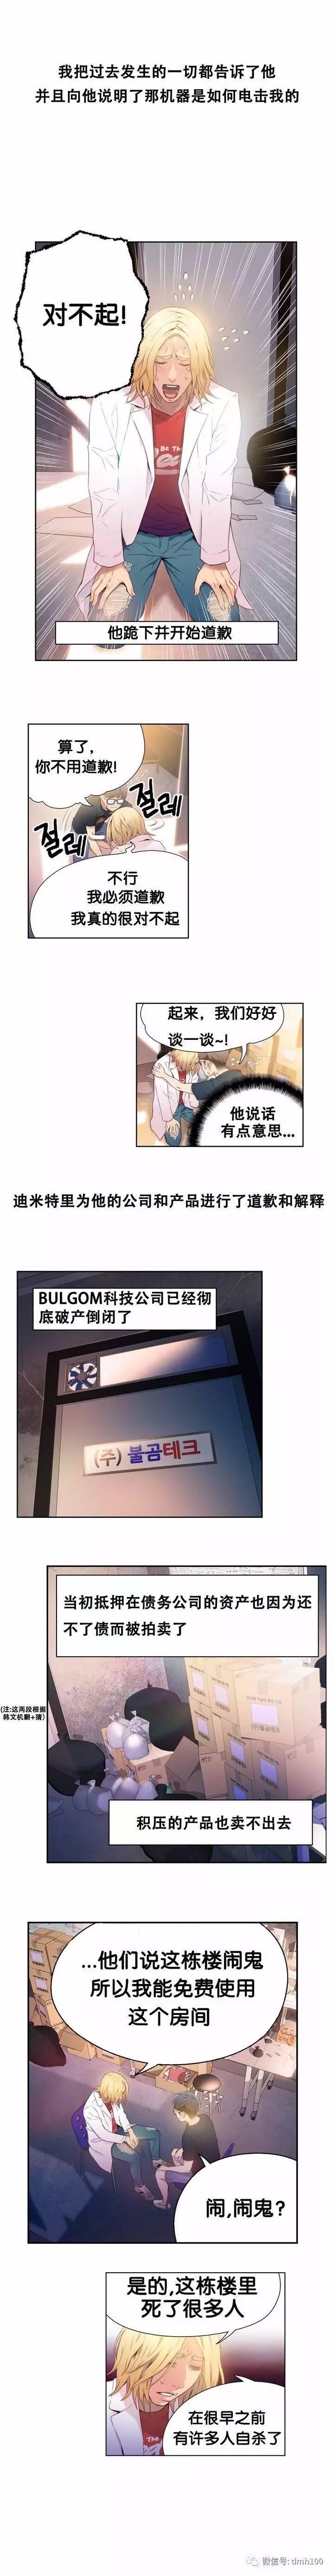 我把过去发生的一切都告诉了他
并且向他说明了那机器是如何电击我的
对不起!
BE THE
他跪下并开始道歉
算了,
你不用道歉!
절레
절레
不行
我必须道歉
我真的很对不起
起来，我们好好
谈一谈~!
他说话
有点意思...
迪米特里为他的公司和产品进行了道歉和解释
BULGOM科技公司已经彻
底破产倒闭了
(주) 불곰테크
当初抵押在债务公司的资产也因为还
不了债而被拍卖了
(注:这两段根据
韩文机翻+猜)
(주)불곰테크
积压的产品也卖不出去
...他们说这栋楼闹鬼
所以我能免费使用
这个房间
闹,闹鬼?
是的,这栋楼里
死了很多人
在很早之前
有许多人自杀了
微信号: dmh100